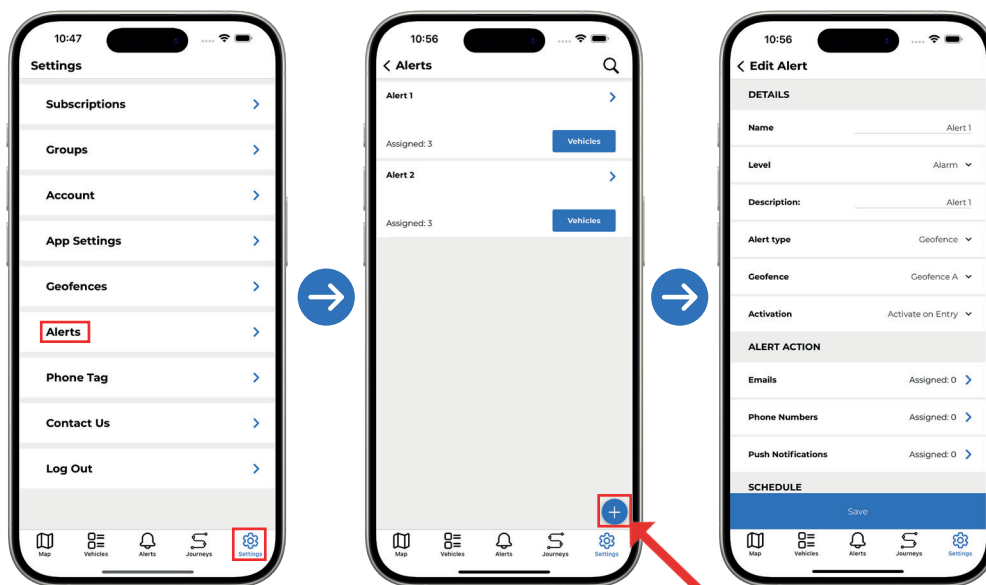 10:47
Settings
Subscriptions
Groups
Account
App Settings
Geofences
Alerts
Phone Tag
Contact Us
Log Out
Map Vehicles Alerts Journeys Settings
10:56
Alerts
Alert 1
Assigned: 3 Vehicles
Alert 2
Assigned: 3 Vehicles
Map Vehicles Alerts Journeys Settings
10:56
Edit Alert
DETAILS
Name Alert 1
Level Alarm
Description: Alert 1
Alert type Geofence
Geofence Geofence A
Activation Activate on Entry
ALERT ACTION
Emails Assigned: 0
Phone Numbers Assigned: 0
Push Notifications Assigned: 0
SCHEDULE
Save
Map Vehicles Alerts Journeys Settings